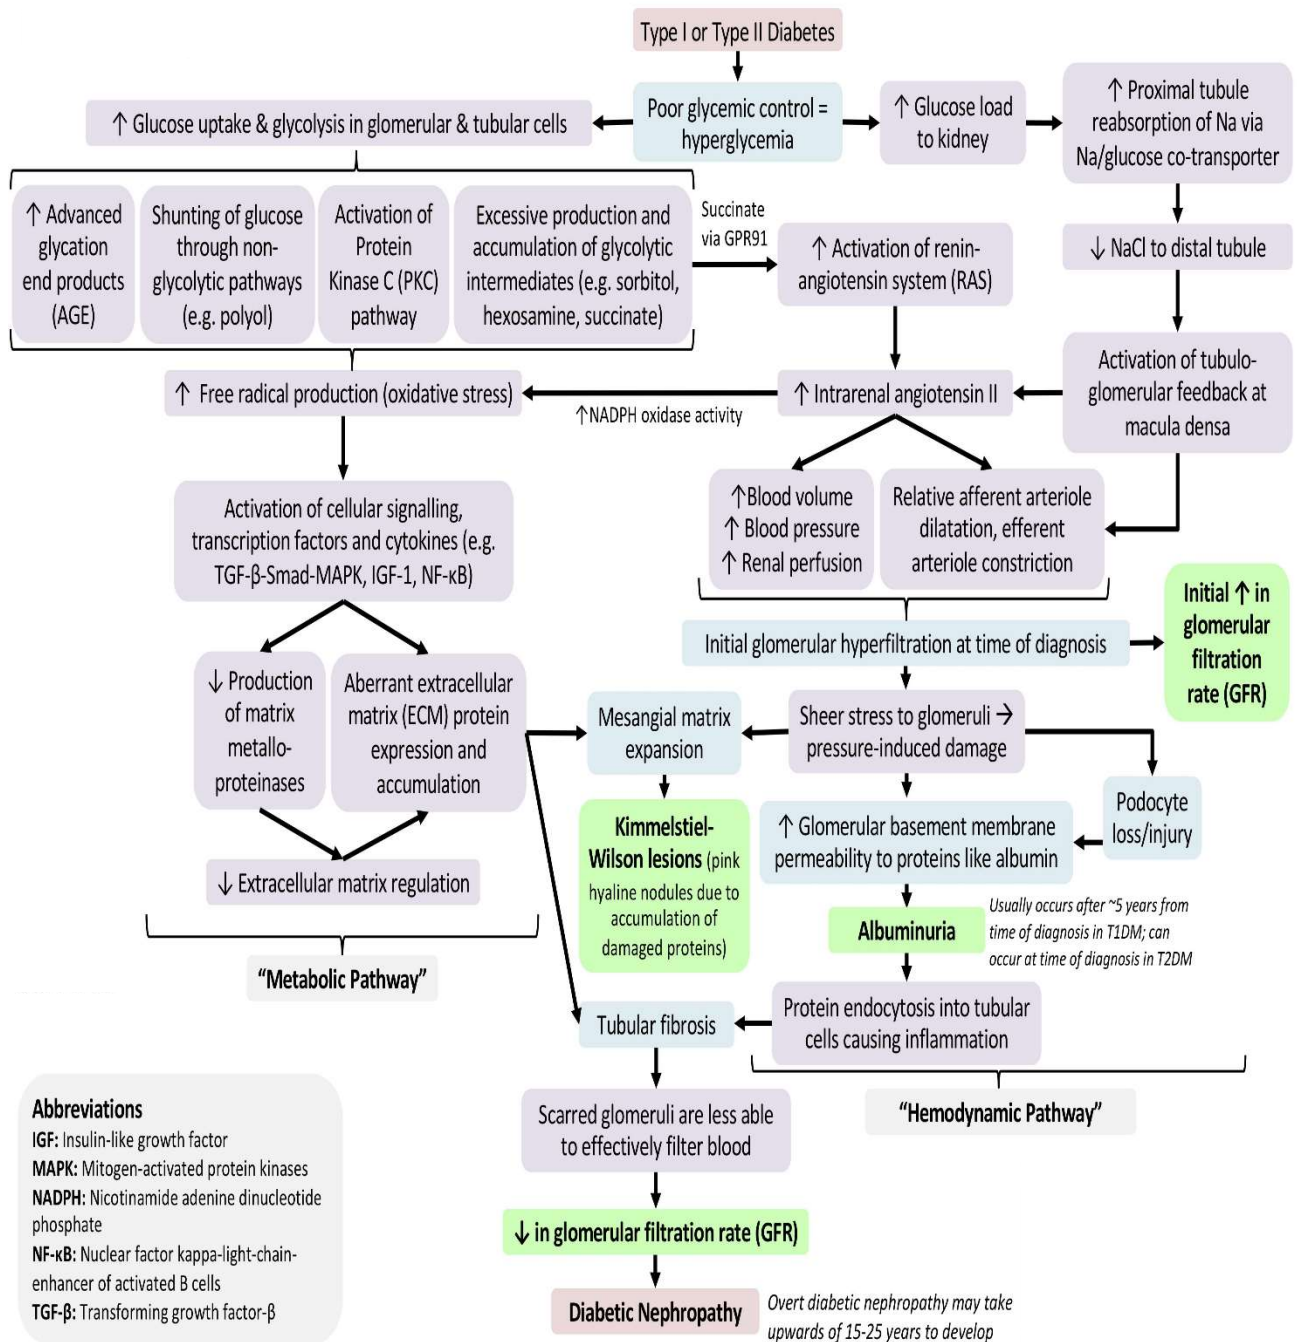 Type I or Type II Diabetes
Poor glycemic control =
hyperglycemia
↑ Glucose uptake & glycolysis in glomerular & tubular cells
↑ Glucose load
to kidney
↑ Proximal tubule
reabsorption of Na via
Na/glucose co-transporter
↑ Advanced
glycation
end products
(AGE)
Shunting of glucose
through non-
glycolytic pathways
(e.g. polyol)
Activation of
Protein
Kinase C (PKC)
pathway
Excessive production and
accumulation of glycolytic
intermediates (e.g. sorbitol,
hexosamine, succinate)
Succinate
via GPR91
↑ Activation of renin-
angiotensin system (RAS)
↓ NaCl to distal tubule
↑ Free radical production (oxidative stress)
↑NADPH oxidase activity
↑ Intrarenal angiotensin II
Activation of tubulo-
glomerular feedback at
macula densa
Activation of cellular signalling,
transcription factors and cytokines (e.g.
TGF-β-Smad-MAPK, IGF-1, NF-κB)
↑Blood volume
↑ Blood pressure
↑ Renal perfusion
Relative afferent arteriole
dilatation, efferent
arteriole constriction
Initial glomerular hyperfiltration at time of diagnosis
Initial ↑ in
glomerular
filtration
rate (GFR)
↓ Production
of matrix
metallo-
proteinases
Aberrant extracellular
matrix (ECM) protein
expression and
accumulation
Mesangial matrix
expansion
Sheer stress to glomeruli →
pressure-induced damage
Podocyte
loss/injury
↓ Extracellular matrix regulation
Kimmelstiel-
Wilson lesions (pink
hyaline nodules due to
accumulation of
damaged proteins)
↑ Glomerular basement membrane
permeability to proteins like albumin
Albuminuria
Usually occurs after ~5 years from
time of diagnosis in T1DM; can
occur at time of diagnosis in T2DM
“Metabolic Pathway”
Tubular fibrosis
Protein endocytosis into tubular
cells causing inflammation
“Hemodynamic Pathway”
Scarred glomeruli are less able
to effectively filter blood
↓ in glomerular filtration rate (GFR)
Diabetic Nephropathy
Overt diabetic nephropathy may take
upwards of 15-25 years to develop
Abbreviations
IGF: Insulin-like growth factor
MAPK: Mitogen-activated protein kinases
NADPH: Nicotinamide adenine dinucleotide
phosphate
NF-κB: Nuclear factor kappa-light-chain-
enhancer of activated B cells
TGF-β: Transforming growth factor-β